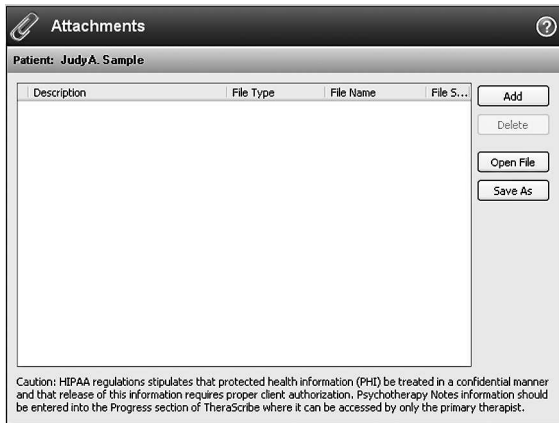 Attachments
?
Patient: Judy A. Sample
Description File Type File Name File S...
Add
Delete
Open File
Save As
Caution: HIPAA regulations stipulates that protected health information (PHI) be treated in a confidential manner
and that release of this information requires proper client authorization. Psychotherapy Notes information should
be entered into the Progress section of TheraScribe where it can be accessed by only the primary therapist.